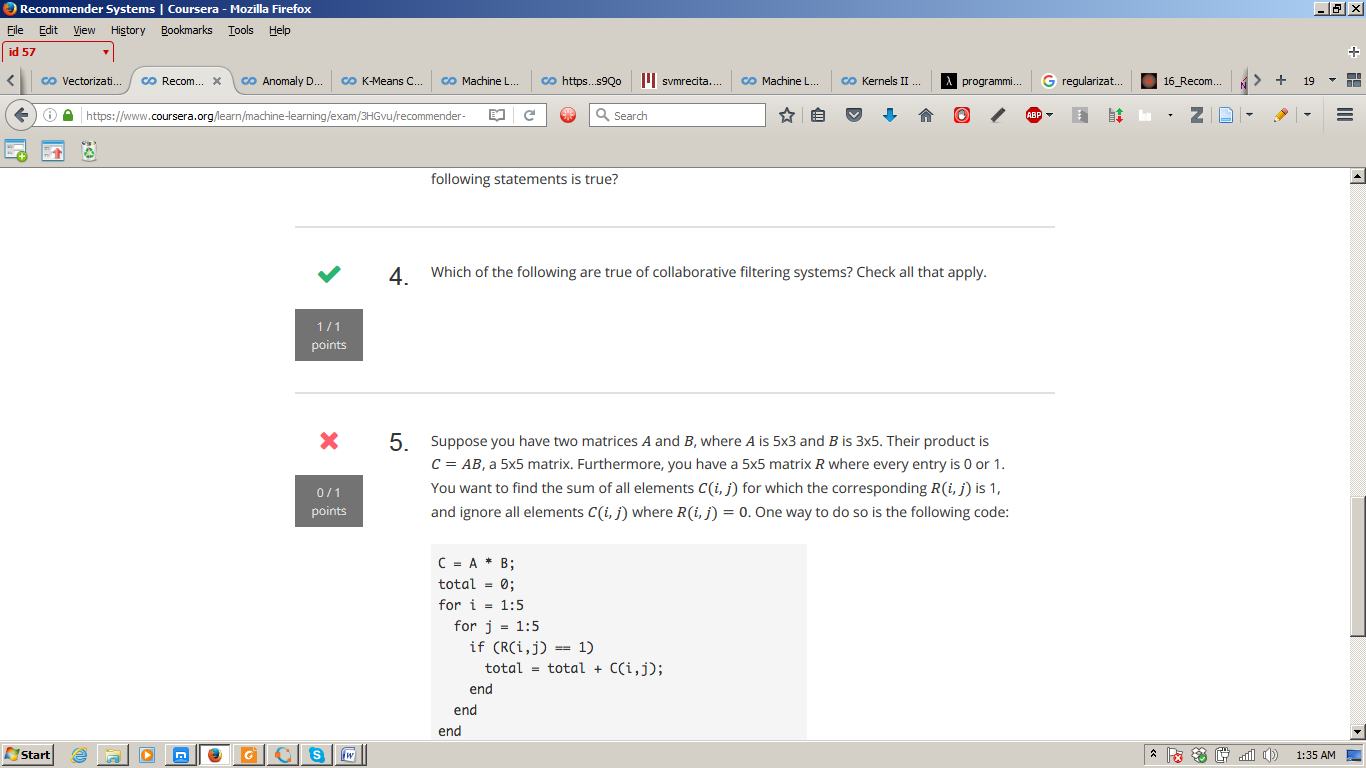 Recommender Systems | Coursera - Mozilla Firefox
File Edit View History Bookmarks Tools Help
id 57
Vectorizati... Recom... Anomaly D... K-Means C... Machine L... https...s9Qo svmrecita.... Machine L... Kernels II ... programmi... regularizat... 16_Recom... 19
https://www.coursera.org/learn/machine-learning/exam/3HGvu/recommender- Search ABP
following statements is true?
4. Which of the following are true of collaborative filtering systems? Check all that apply.
1 / 1
points
5. Suppose you have two matrices A and B, where A is 5x3 and B is 3x5. Their product is
C = AB, a 5x5 matrix. Furthermore, you have a 5x5 matrix R where every entry is 0 or 1.
You want to find the sum of all elements C(i, j) for which the corresponding R(i, j) is 1,
and ignore all elements C(i, j) where R(i, j) = 0. One way to do so is the following code:
0 / 1
points
C = A * B;
total = 0;
for i = 1:5
for j = 1:5
if (R(i,j) == 1)
total = total + C(i,j);
end
end
end
Start 1:35 AM